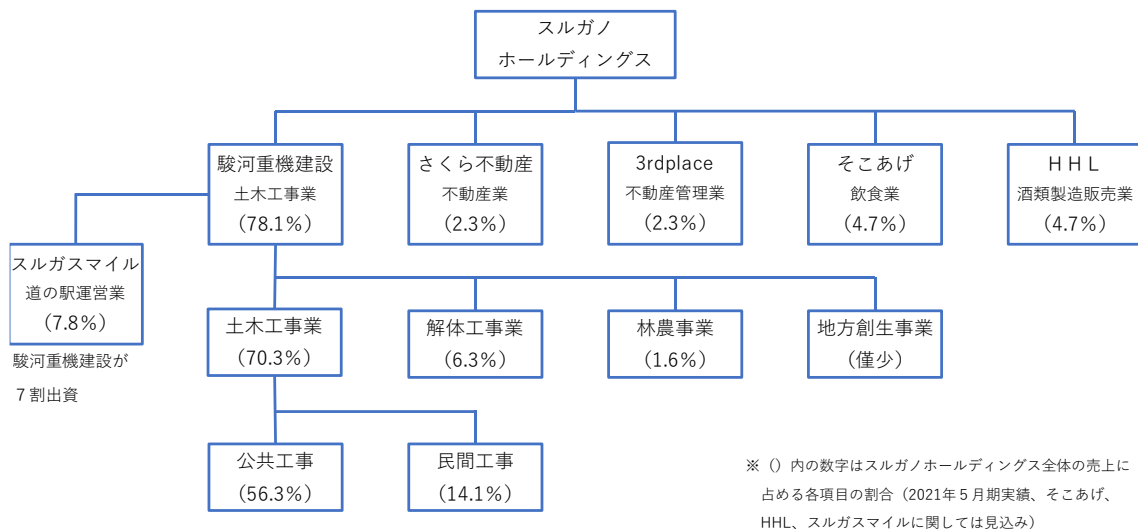 スルガノ
ホールディングス
駿河重機建設
土木工事業
(78.1%)
さくら不動産
不動産業
(2.3%)
3rdplace
不動産管理業
(2.3%)
そこあげ
飲食業
(4.7%)
ＨＨＬ
酒類製造販売業
(4.7%)
スルガスマイル
道の駅運営業
(7.8%)
駿河重機建設が
７割出資
土木工事業
(70.3%)
解体工事業
(6.3%)
林農事業
(1.6%)
地方創生事業
(僅少)
公共工事
(56.3%)
民間工事
(14.1%)
※（）内の数字はスルガノホールディングス全体の売上に
占める各項目の割合（2021年５月期実績、そこあげ、
HHL、スルガスマイルに関しては見込み）